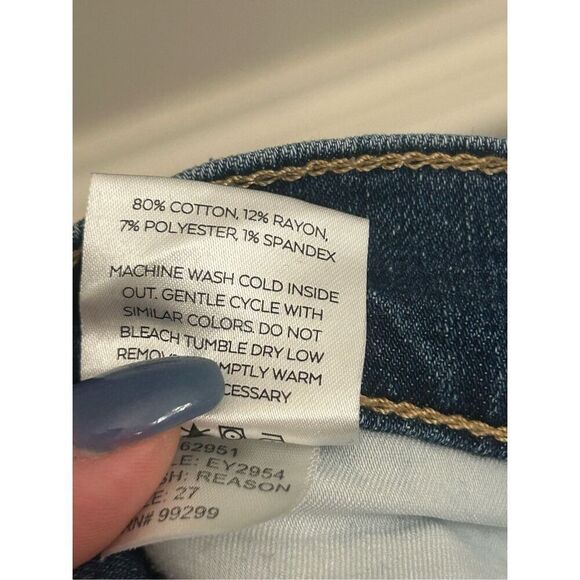 80% COTTON, 12% RAYON,
7% POLYESTER, 1% SPANDEX
MACHINE WASH COLD INSIDE
OUT. GENTLE CYCLE WITH
SIMILAR COLORS. DO NOT
BLEACH TUMBLE DRY LOW
WARM
62951
EY2954
REASON
27
99299